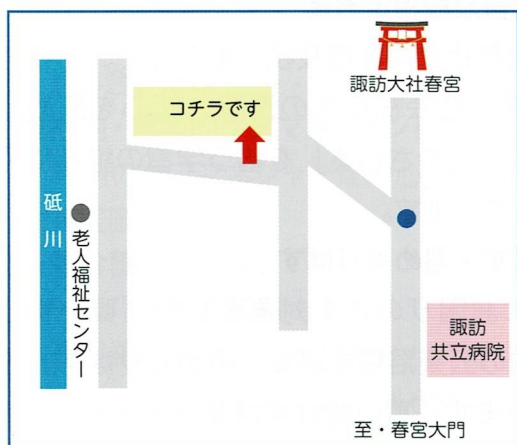 諏訪大社春宮
コチラです
砥川
老人福祉センター
諏訪
共立病院
至・春宮大門